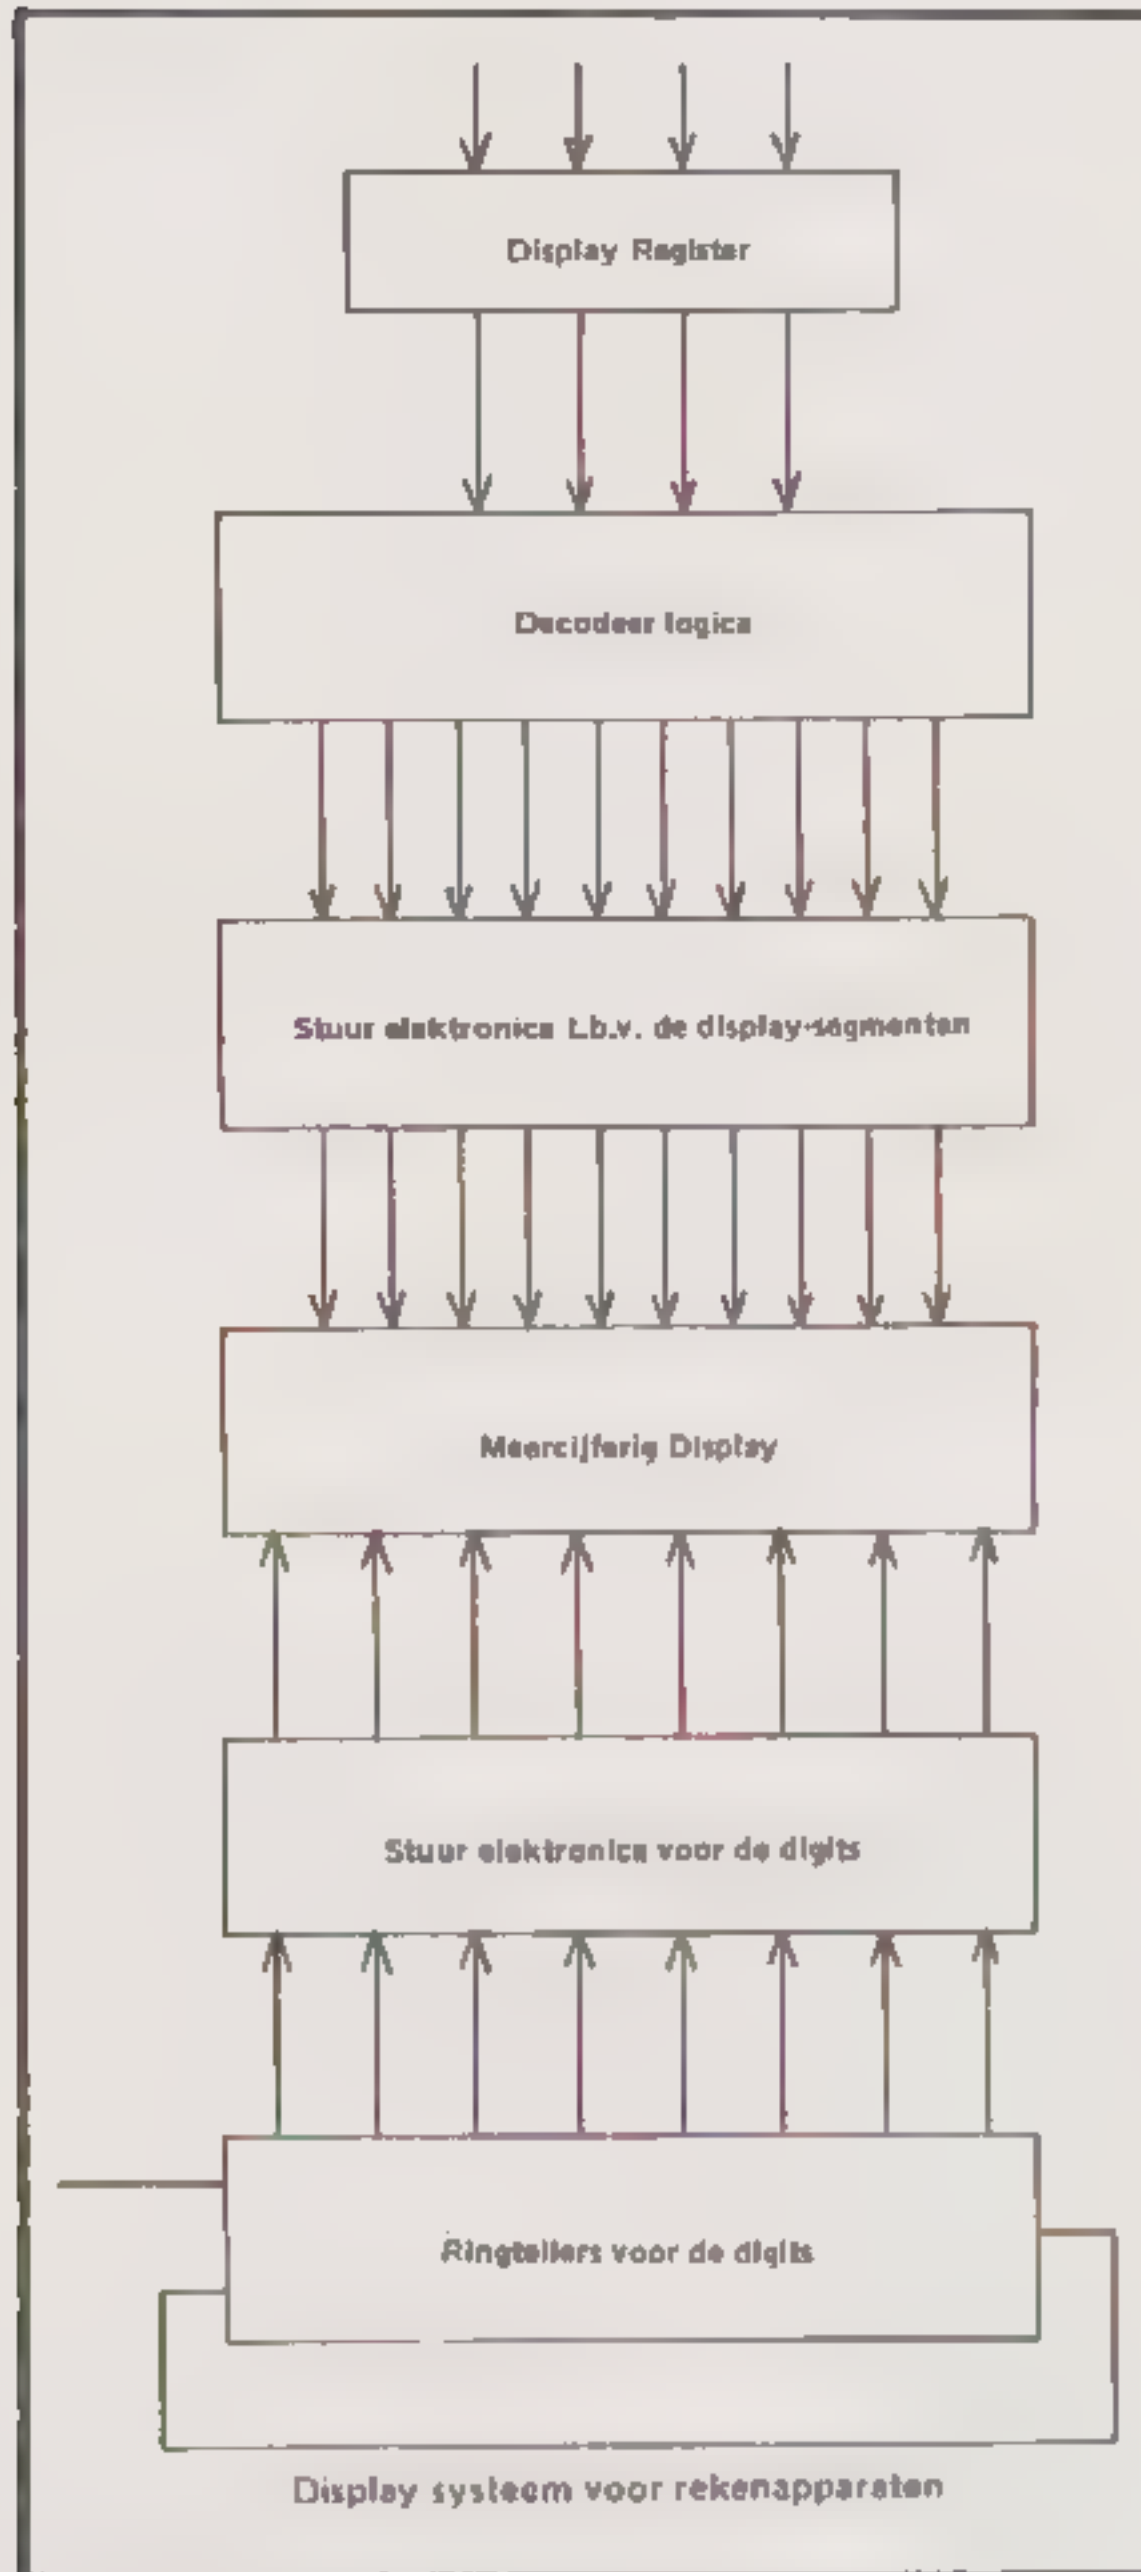 Display Register
Decodeer logica
Stuur elektronica t.b.v. de display-segmenten
Meercijferig Display
Stuur elektronica voor de digits
Ringtellers voor de digits
Display systeem voor rekenapparaten